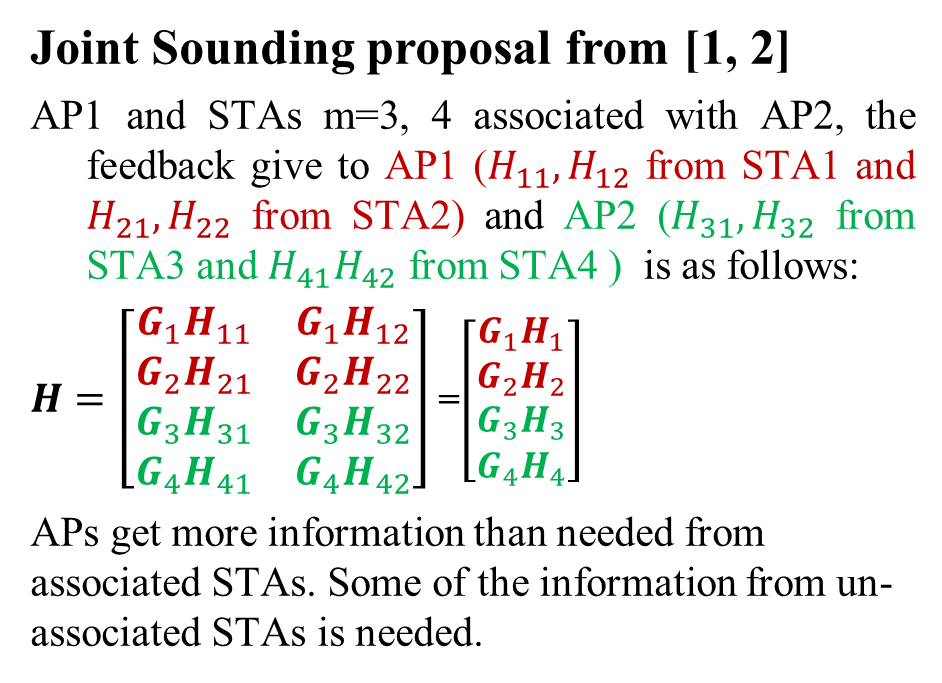 Joint Sounding proposal from [1, 2]
AP1 and STAs m=3, 4 associated with AP2, the
feedback give to AP1 (H₁₁, H₁₂ from STA1 and
H₂₁, H₂₂ from STA2) and AP2 (H₃₁, H₃₂ from
STA3 and H₄₁H₄₂ from STA4 ) is as follows:
H = [G₁H₁₁ G₁H₁₂; G₂H₂₁ G₂H₂₂; G₃H₃₁ G₃H₃₂; G₄H₄₁ G₄H₄₂] = [G₁H₁; G₂H₂; G₃H₃; G₄H₄]
APs get more information than needed from
associated STAs. Some of the information from un-
associated STAs is needed.